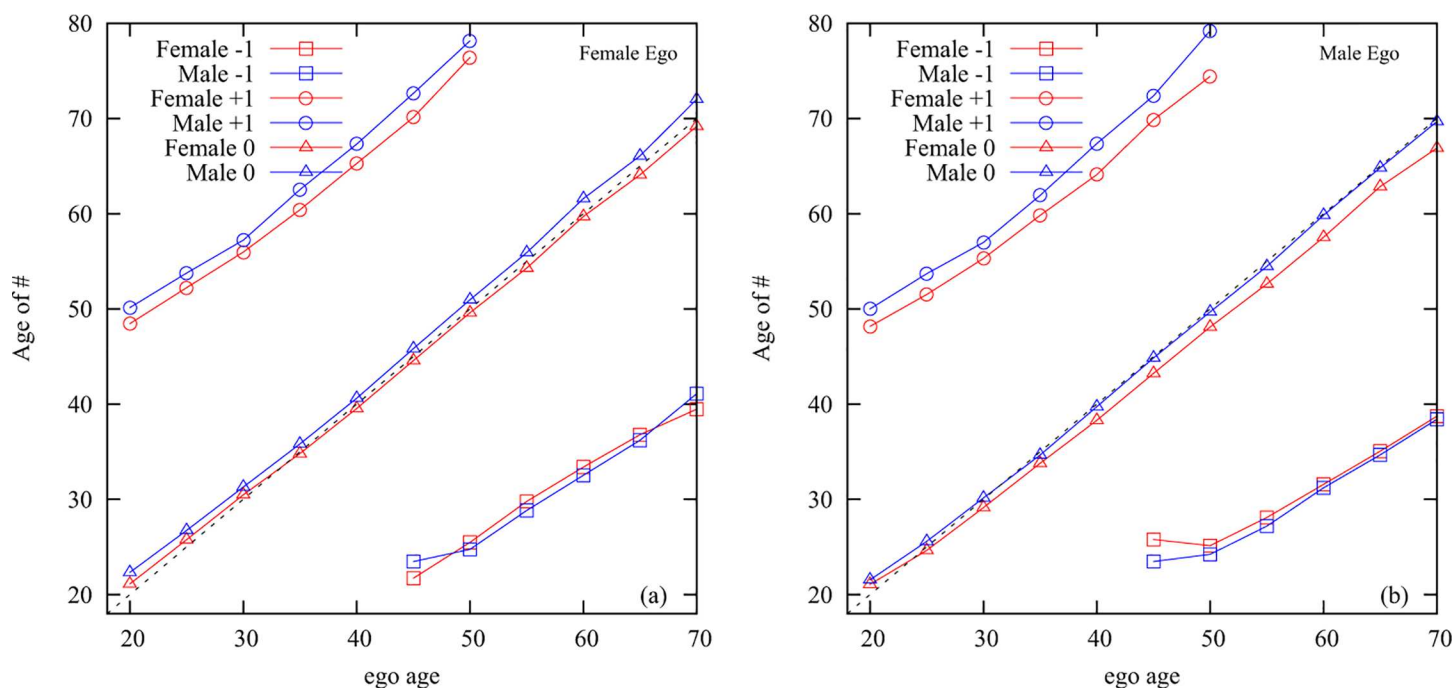 80
70
60
50
40
30
20
Age of #
Female -1
Male -1
Female +1
Male +1
Female 0
Male 0
Female Ego
(a)
20 30 40 50 60 70
ego age
80
70
60
50
40
30
20
Age of #
Female -1
Male -1
Female +1
Male +1
Female 0
Male 0
Male Ego
(b)
20 30 40 50 60 70
ego age